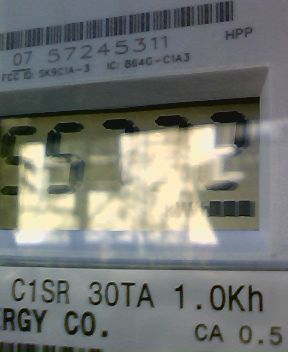 07 57245311
HPP
FCC ID: SK9C1A-3 IC: 864G-C1A3
C1SR 30TA 1.0Kh
RGY CO.
CA 0.5